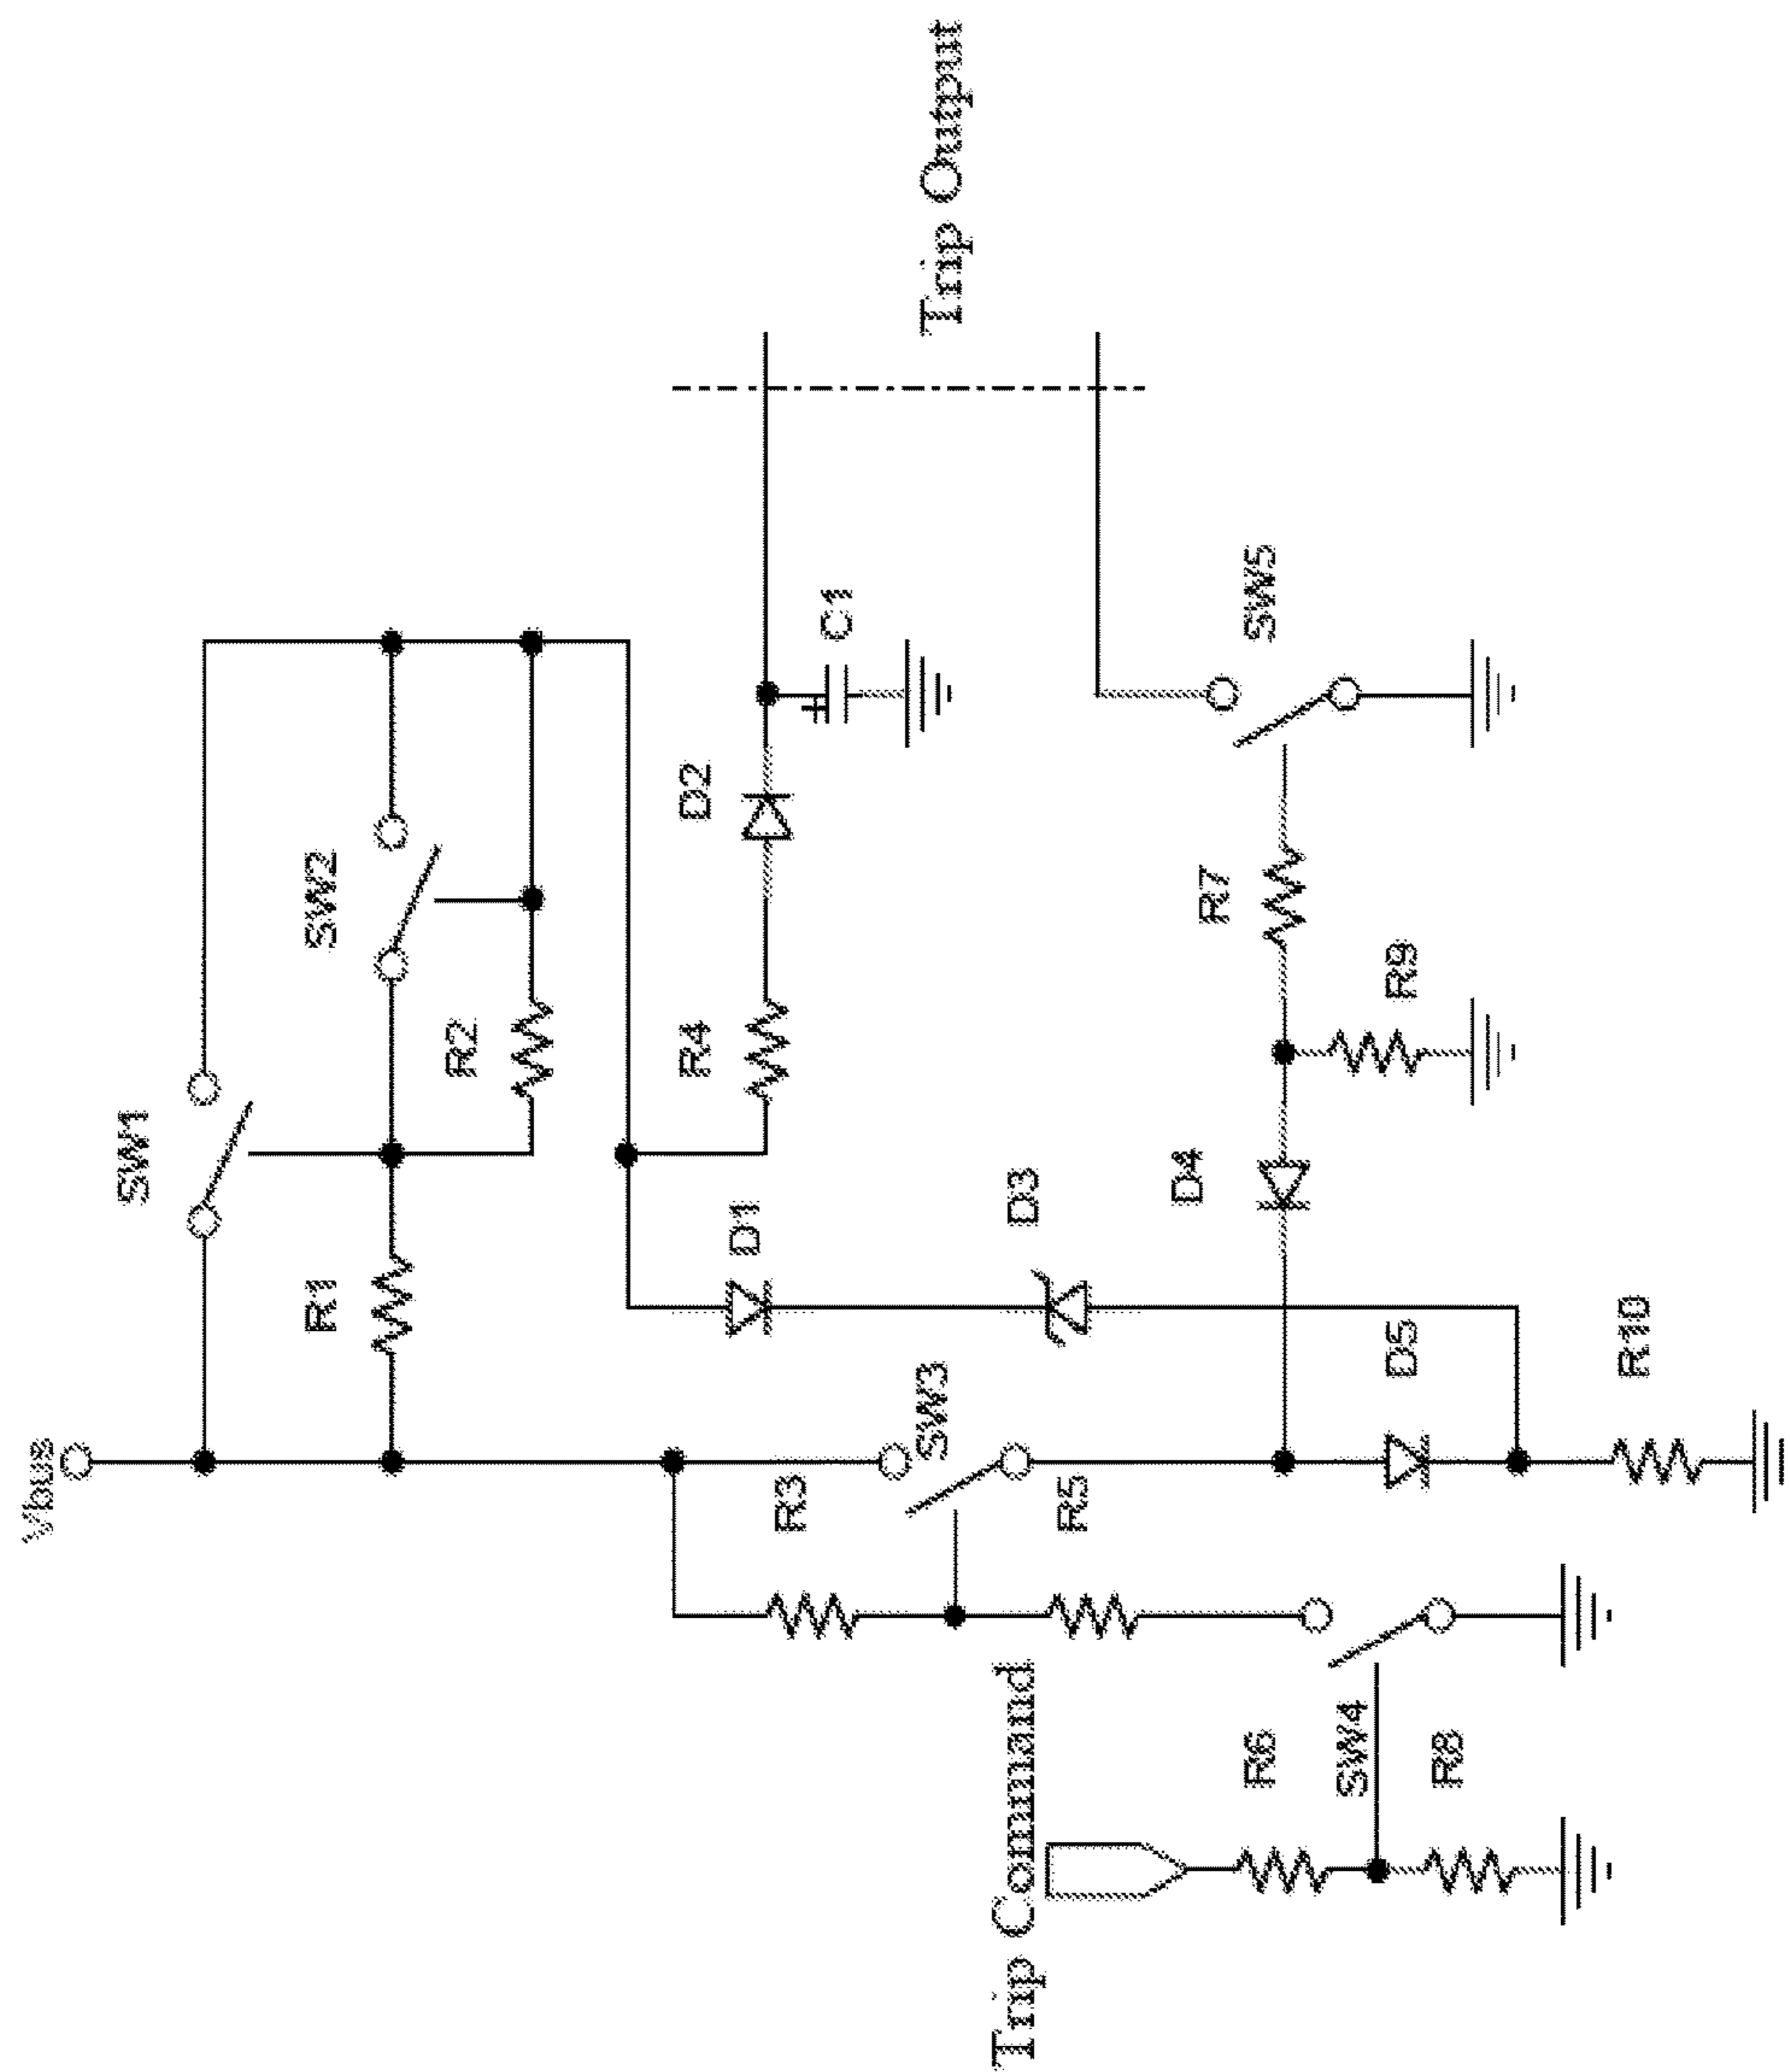 Vbus
SW1
R1
SW2
R2
R4
D2
C1
Trip Output
D1
D3
R3
SW3
R5
D4
R7
R9
SW5
D5
R10
Trip Command
R6
SW4
R8